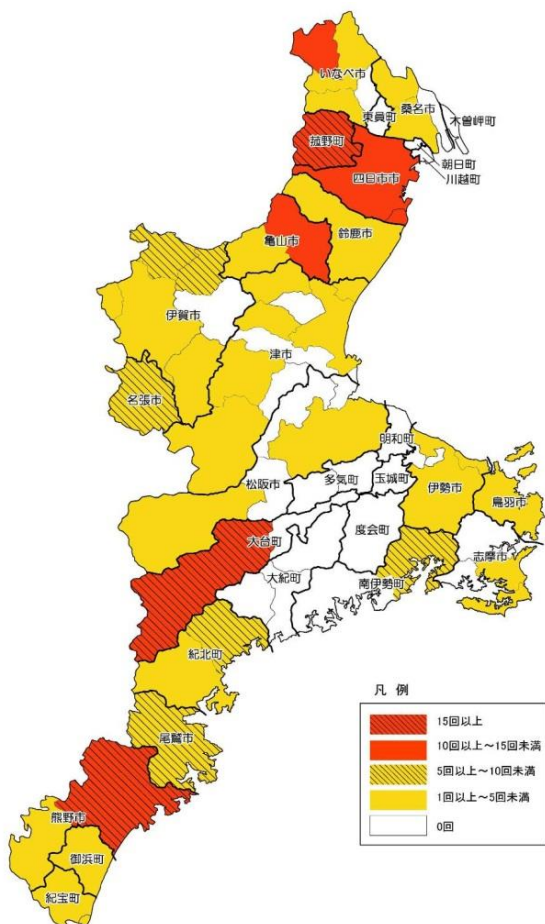 いなべ市
東員町
桑名市
木曽岬町
菰野町
朝日町
川越町
四日市市
亀山市
鈴鹿市
伊賀市
津市
名張市
明和町
松阪市
多気町
玉城町
伊勢市
鳥羽市
大台町
度会町
志摩市
大紀町
南伊勢町
紀北町
尾鷲市
熊野市
御浜町
紀宝町
凡 例
15回以上
10回以上～15回未満
5回以上～10回未満
1回以上～5回未満
0回